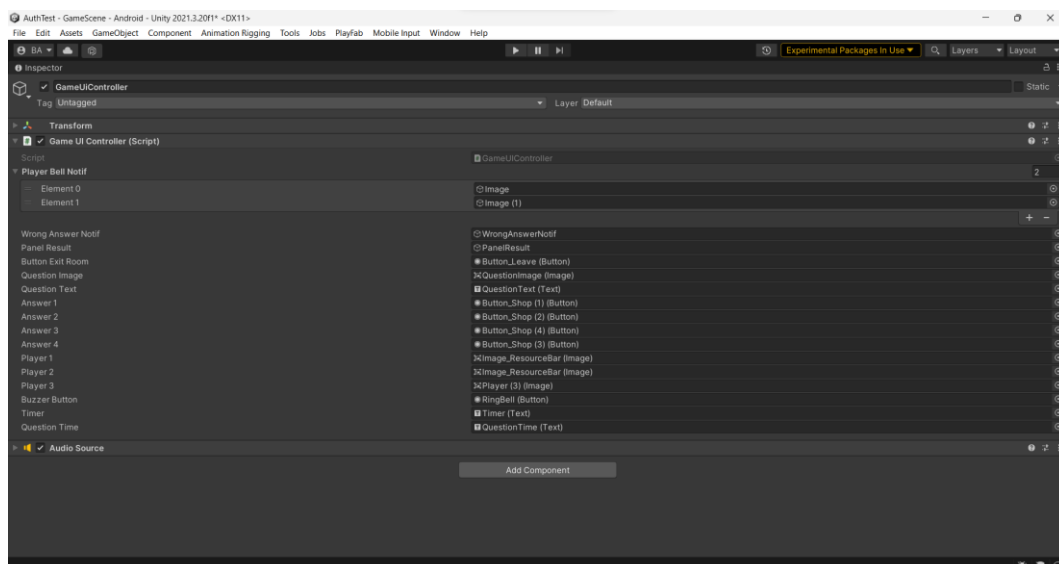 AuthTest - GameScene - Android - Unity 2021.3.20f1* <DX11>
File Edit Assets GameObject Component Animation Rigging Tools Jobs PlayFab Mobile Input Window Help
BA Experimental Packages In Use Layers Layout
Inspector
GameUiController Static
Tag Untagged Layer Default
Transform
Game UI Controller (Script)
Script GameUIController
Player Bell Notif 2
Element 0 Image
Element 1 Image (1)
+ -
Wrong Answer Notif WrongAnswerNotif
Panel Result PanelResult
Button Exit Room Button_Leave (Button)
Question Image QuestionImage (Image)
Question Text QuestionText (Text)
Answer 1 Button_Shop (1) (Button)
Answer 2 Button_Shop (2) (Button)
Answer 3 Button_Shop (4) (Button)
Answer 4 Button_Shop (3) (Button)
Player 1 Image_ResourceBar (Image)
Player 2 Image_ResourceBar (Image)
Player 3 Player (3) (Image)
Buzzer Button RingBell (Button)
Timer Timer (Text)
Question Time QuestionTime (Text)
Audio Source
Add Component